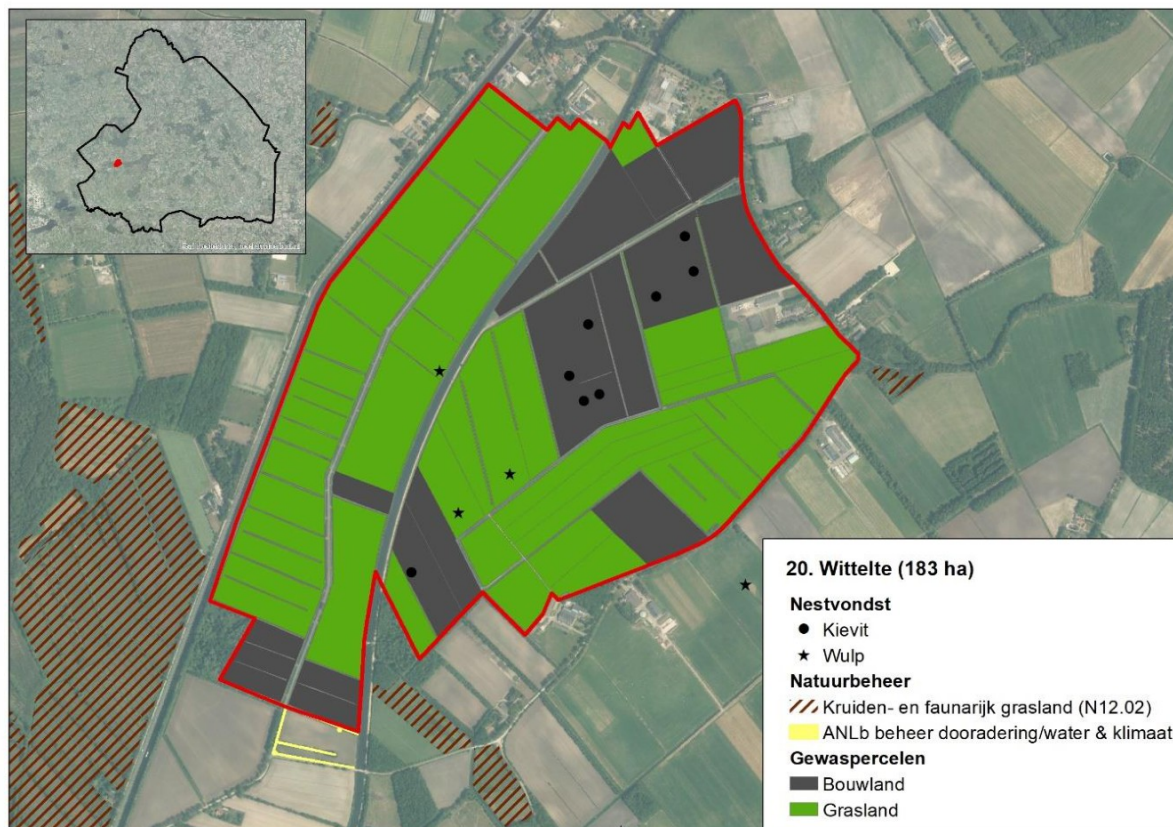 20. Wittelte (183 ha)
Nestvondst
Kievit
Wulp
Natuurbeheer
Kruiden- en faunarijk grasland (N12.02)
ANLb beheer dooradering/water & klimaat
Gewaspercelen
Bouwland
Grasland